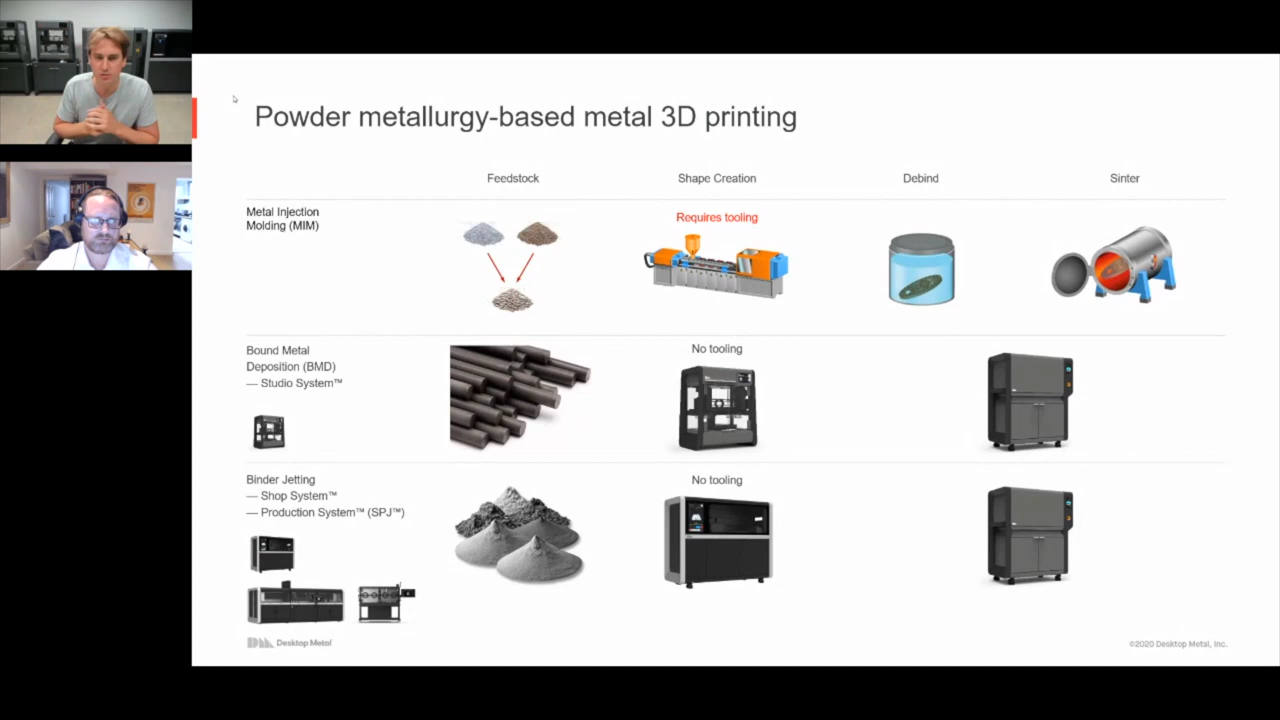 Powder metallurgy-based metal 3D printing
Feedstock
Shape Creation
Debind
Sinter
Metal Injection
Molding (MIM)
Requires tooling
Bound Metal
Deposition (BMD)
— Studio System™
No tooling
Binder Jetting
— Shop System™
— Production System™ (SPJ™)
No tooling
Desktop Metal
©2020 Desktop Metal, Inc.